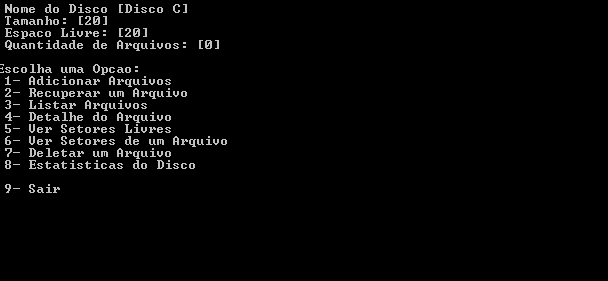 Nome do Disco [Disco C]
Tamanho: [20]
Espaco Livre: [20]
Quantidade de Arquivos: [0]
Escolha uma Opcao:
1- Adicionar Arquivos
2- Recuperar um Arquivo
3- Listar Arquivos
4- Detalhe do Arquivo
5- Ver Setores Livres
6- Ver Setores de um Arquivo
7- Deletar um Arquivo
8- Estatisticas do Disco
9- Sair